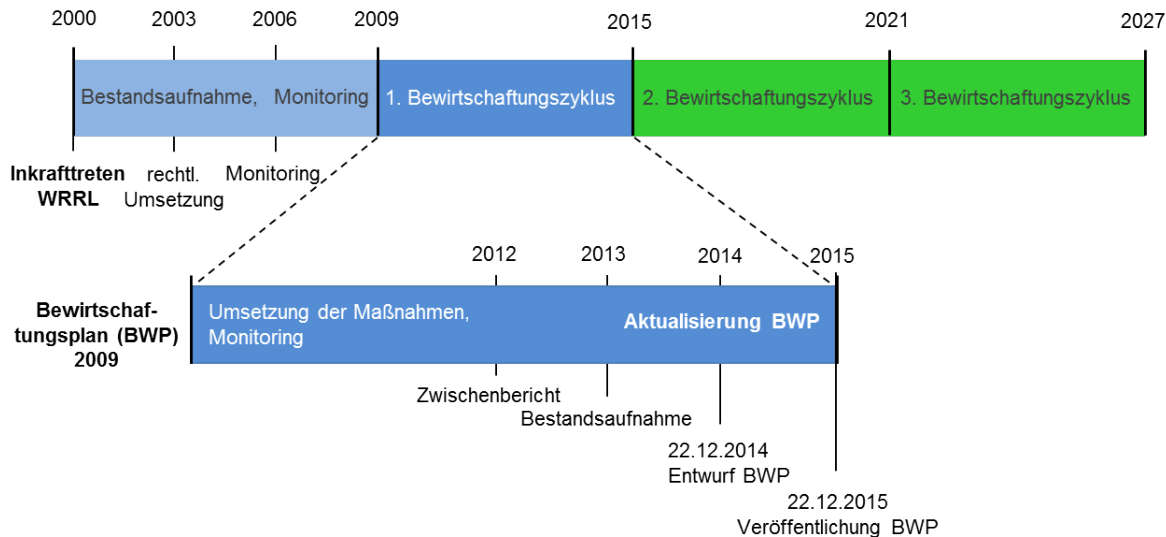 2000 2003 2006 2009 2015 2021 2027
Bestandsaufnahme, Monitoring
1. Bewirtschaftungszyklus
2. Bewirtschaftungszyklus
3. Bewirtschaftungszyklus
Inkrafttreten
WRRL
rechtl.
Umsetzung
Monitoring
2012 2013 2014 2015
Bewirtschaf-
tungsplan (BWP)
2009
Umsetzung der Maßnahmen,
Monitoring
Aktualisierung BWP
Zwischenbericht
Bestandsaufnahme
22.12.2014
Entwurf BWP
22.12.2015
Veröffentlichung BWP